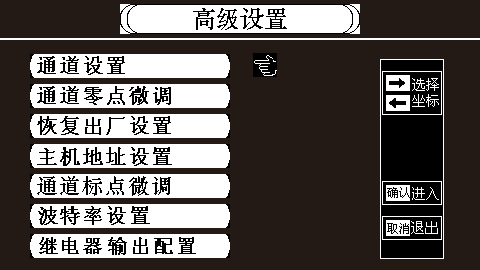 高级设置
通道设置
通道零点微调
恢复出厂设置
主机地址设置
通道标点微调
波特率设置
继电器输出配置
选择
坐标
确认进入
取消退出